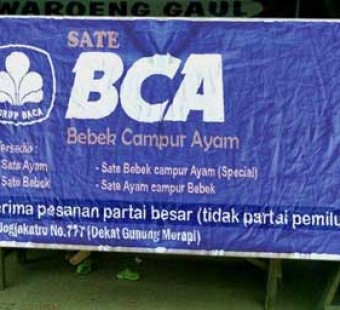 WAROENG GAUL
SATE
BCA
GRUP BACA
Bebek Campur Ayam
Tersedia :
Sate Ayam
- Sate Bebek campur Ayam (Special)
Sate Bebek
- Sate Ayam campur Bebek
erima pesanan partai besar (tidak partai pemilu
Jogjakatro No.777 (Dekat Gunung Merapi)